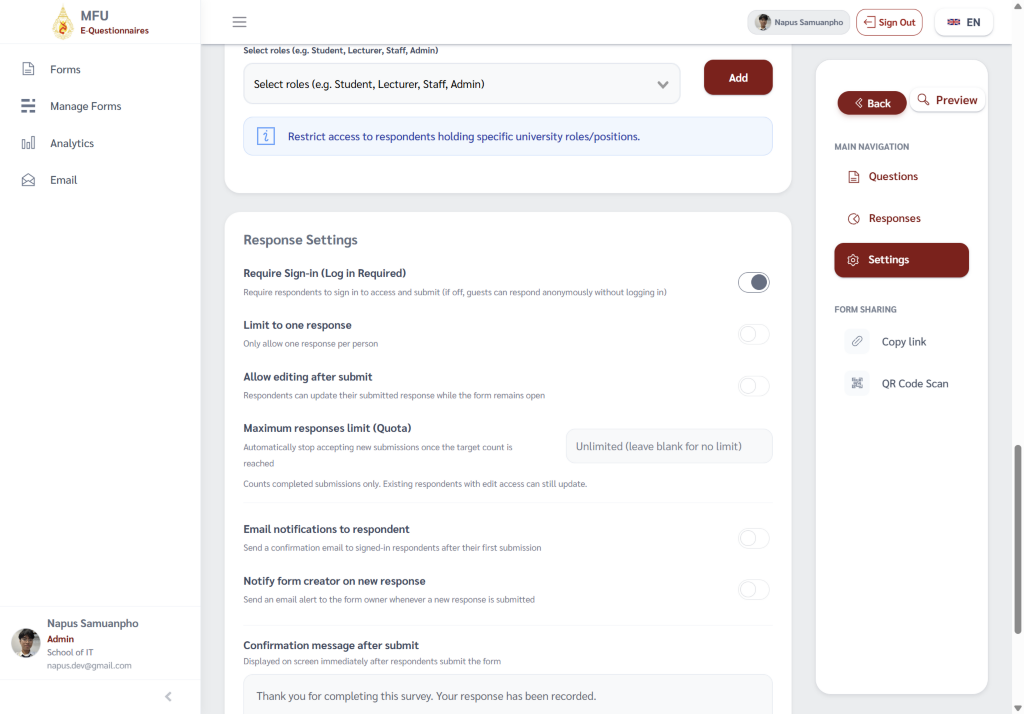 MFU
E-Questionnaires
Forms
Manage Forms
Analytics
Email
Napus Samuanpho
Admin
School of IT
napus.dev@gmail.com
Napus Samuanpho
Sign Out
EN
Select roles (e.g. Student, Lecturer, Staff, Admin)
Select roles (e.g. Student, Lecturer, Staff, Admin)
Add
Restrict access to respondents holding specific university roles/positions.
Response Settings
Require Sign-in (Log in Required)
Require respondents to sign in to access and submit (if off, guests can respond anonymously without logging in)
Limit to one response
Only allow one response per person
Allow editing after submit
Respondents can update their submitted response while the form remains open
Maximum responses limit (Quota)
Automatically stop accepting new submissions once the target count is
reached
Unlimited (leave blank for no limit)
Counts completed submissions only. Existing respondents with edit access can still update.
Email notifications to respondent
Send a confirmation email to signed-in respondents after their first submission
Notify form creator on new response
Send an email alert to the form owner whenever a new response is submitted
Confirmation message after submit
Displayed on screen immediately after respondents submit the form
Thank you for completing this survey. Your response has been recorded.
Back
Preview
MAIN NAVIGATION
Questions
Responses
Settings
FORM SHARING
Copy link
QR Code Scan